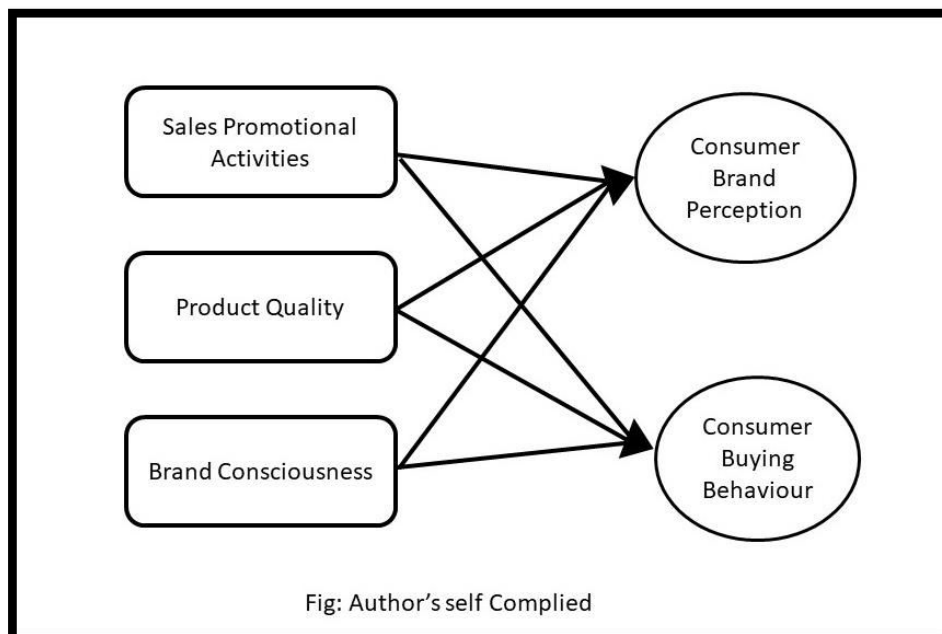 Sales Promotional
Activities
Consumer
Brand
Perception
Product Quality
Brand Consciousness
Consumer
Buying
Behaviour
Fig: Author's self Complied